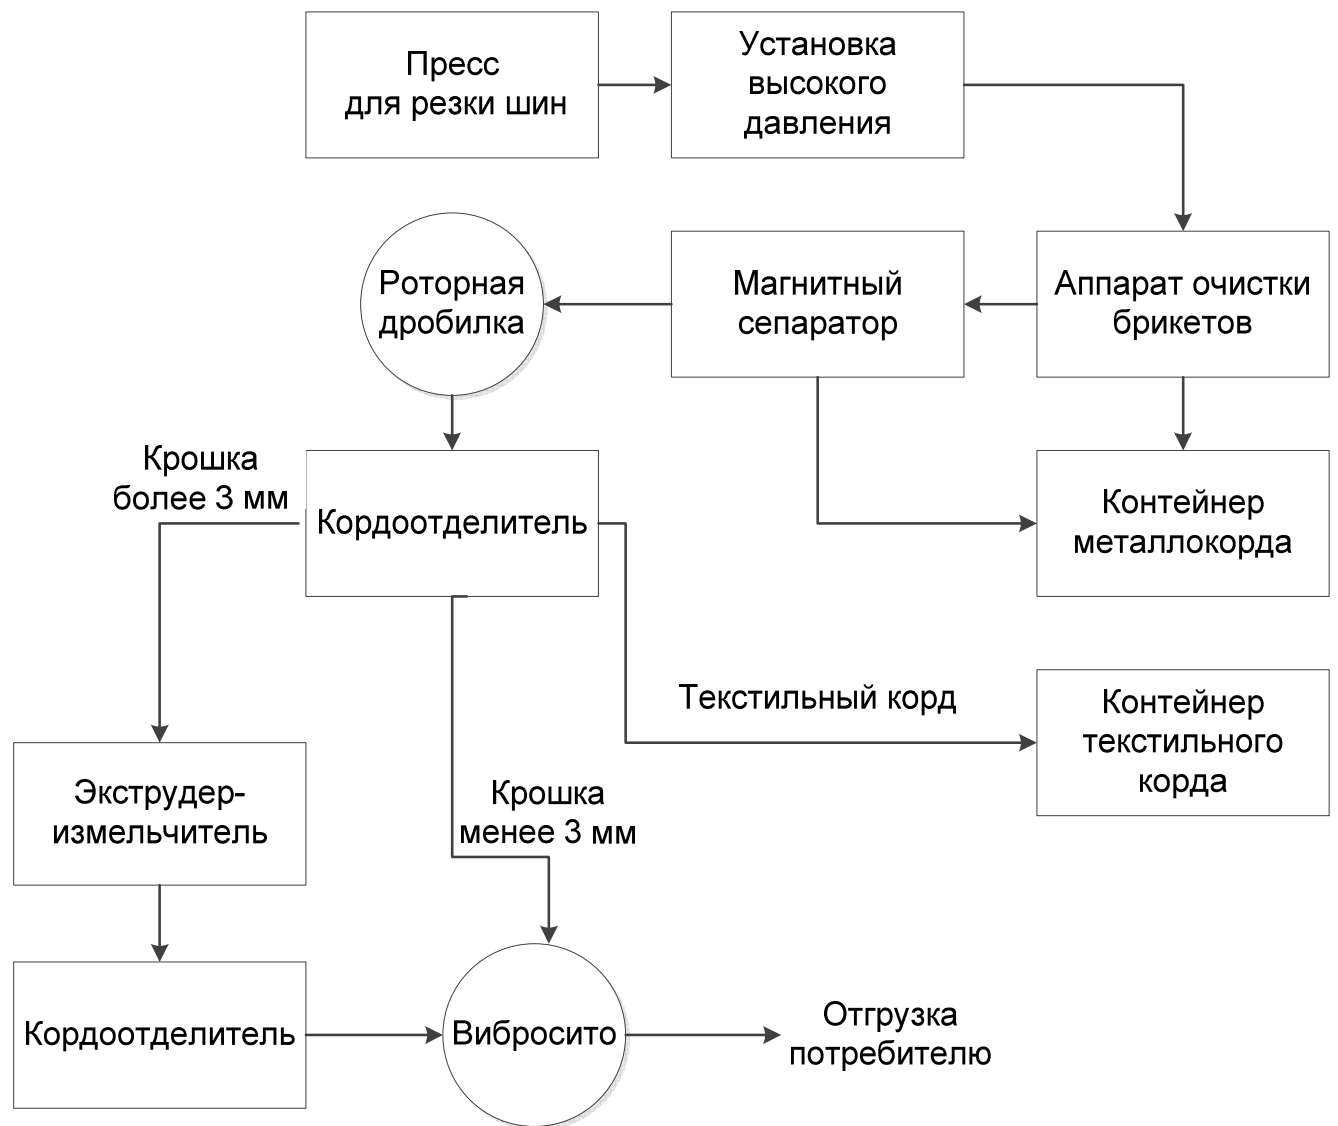 Пресс
для резки шин
Установка
высокого
давления
Роторная
дробилка
Магнитный
сепаратор
Аппарат очистки
брикетов
Крошка
более 3 мм
Кордоотделитель
Контейнер
металлокорда
Текстильный корд
Контейнер
текстильного
корда
Экструдер-
измельчитель
Крошка
менее 3 мм
Кордоотделитель
Вибросито
Отгрузка
потребителю